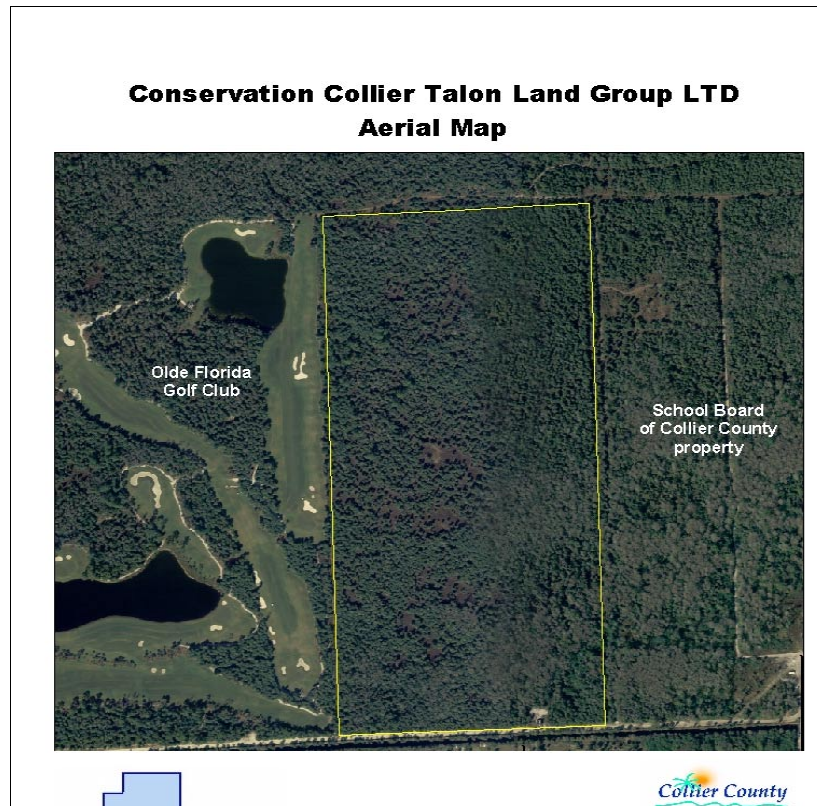 Conservation Collier Talon Land Group LTD
Aerial Map
Olde Florida
Golf Club
School Board
of Collier County
property
Collier County